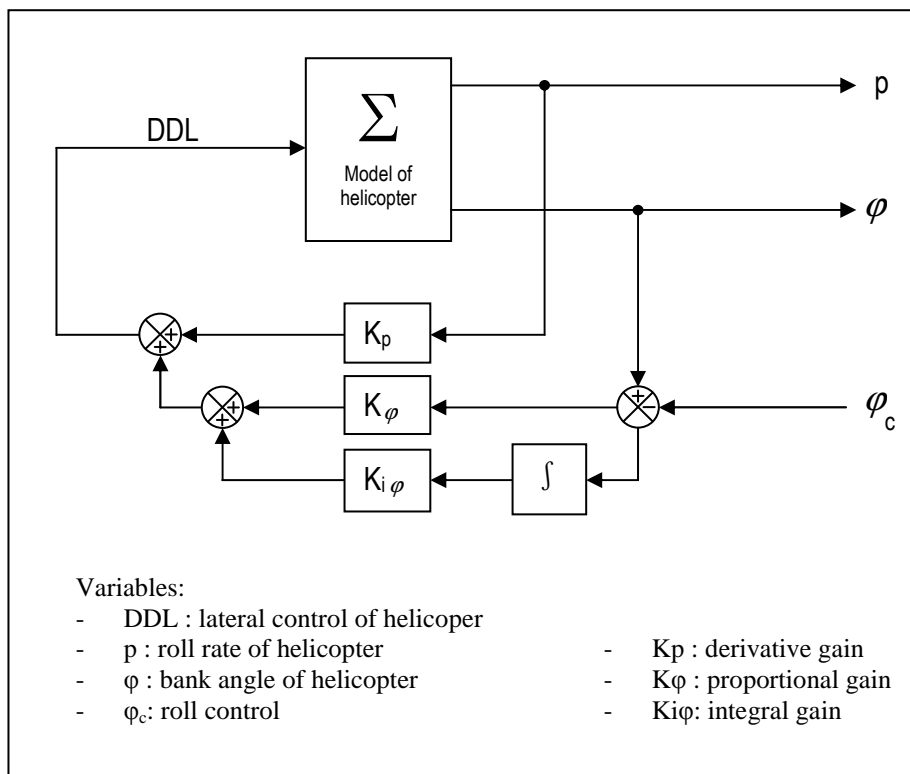 p
Σ
DDL
Model of
helicopter
φ
+
+
Kp
+
+
Kφ
+
−
φc
Ki φ
∫
Variables:
- DDL : lateral control of helicoper
- p : roll rate of helicopter
- φ : bank angle of helicopter
- φc: roll control
- Kp : derivative gain
- Kφ : proportional gain
- Kiφ: integral gain